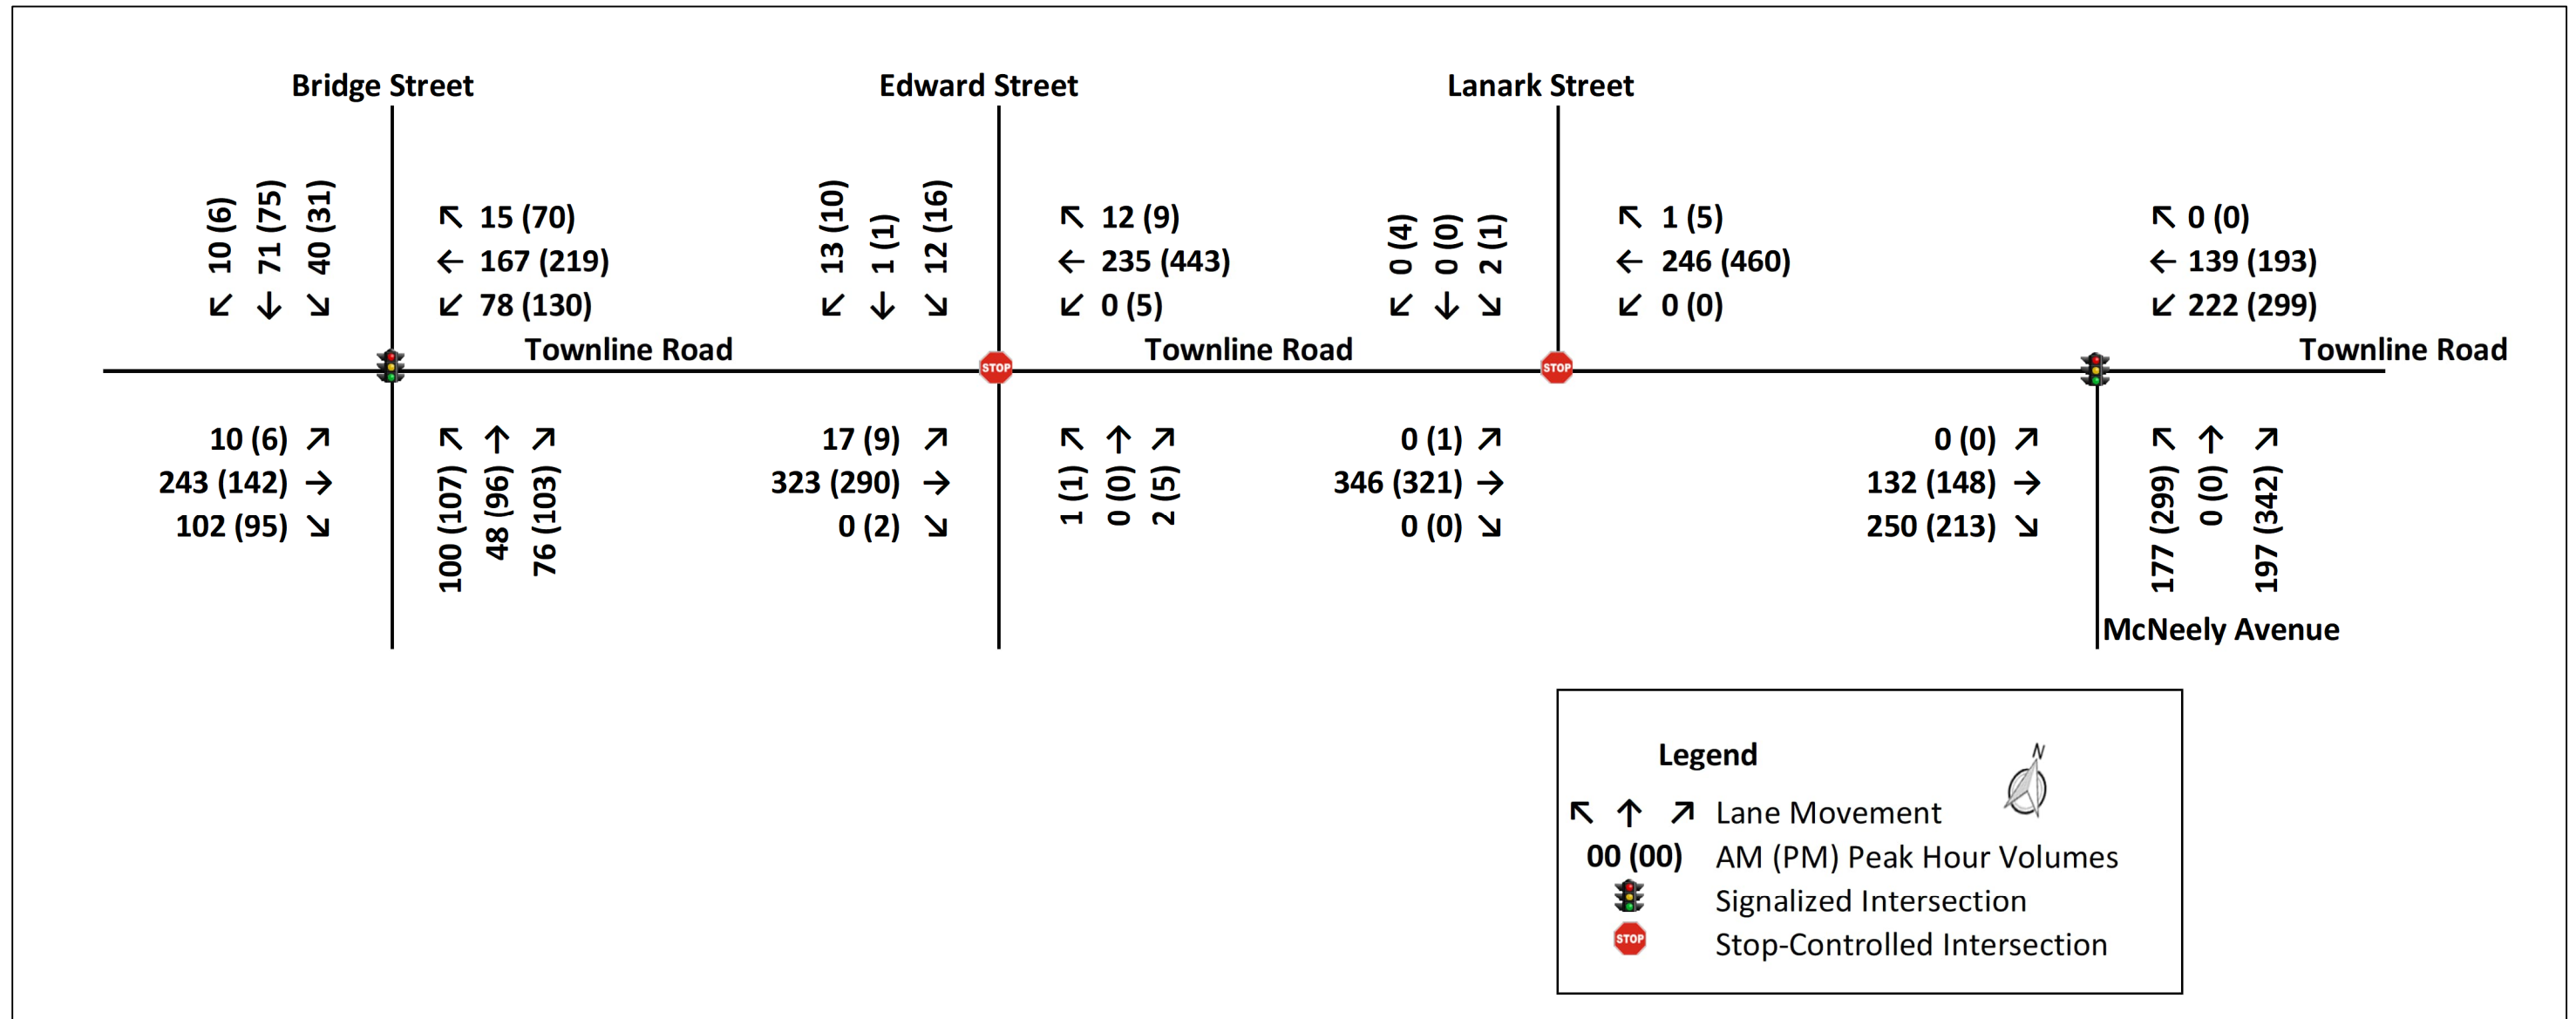 Bridge Street
Edward Street
Lanark Street
10 (6)
71 (75)
40 (31)
↙ ↓ ↘
↖ 15 (70)
← 167 (219)
↙ 78 (130)
13 (10)
1 (1)
12 (16)
↙ ↓ ↘
↖ 12 (9)
← 235 (443)
↙ 0 (5)
0 (4)
0 (0)
2 (1)
↙ ↓ ↘
↖ 1 (5)
← 246 (460)
↙ 0 (0)
↖ 0 (0)
← 139 (193)
↙ 222 (299)
Townline Road
Townline Road
Townline Road
STOP
STOP
10 (6) ↗
243 (142) →
102 (95) ↘
↖ ↑ ↗
100 (107)
48 (96)
76 (103)
17 (9) ↗
323 (290) →
0 (2) ↘
↖ ↑ ↗
1 (1)
0 (0)
2 (5)
0 (1) ↗
346 (321) →
0 (0) ↘
0 (0) ↗
132 (148) →
250 (213) ↘
↖ ↑ ↗
177 (299)
0 (0)
197 (342)
McNeely Avenue
Legend
N
↖ ↑ ↗ Lane Movement
00 (00) AM (PM) Peak Hour Volumes
Signalized Intersection
STOP Stop-Controlled Intersection